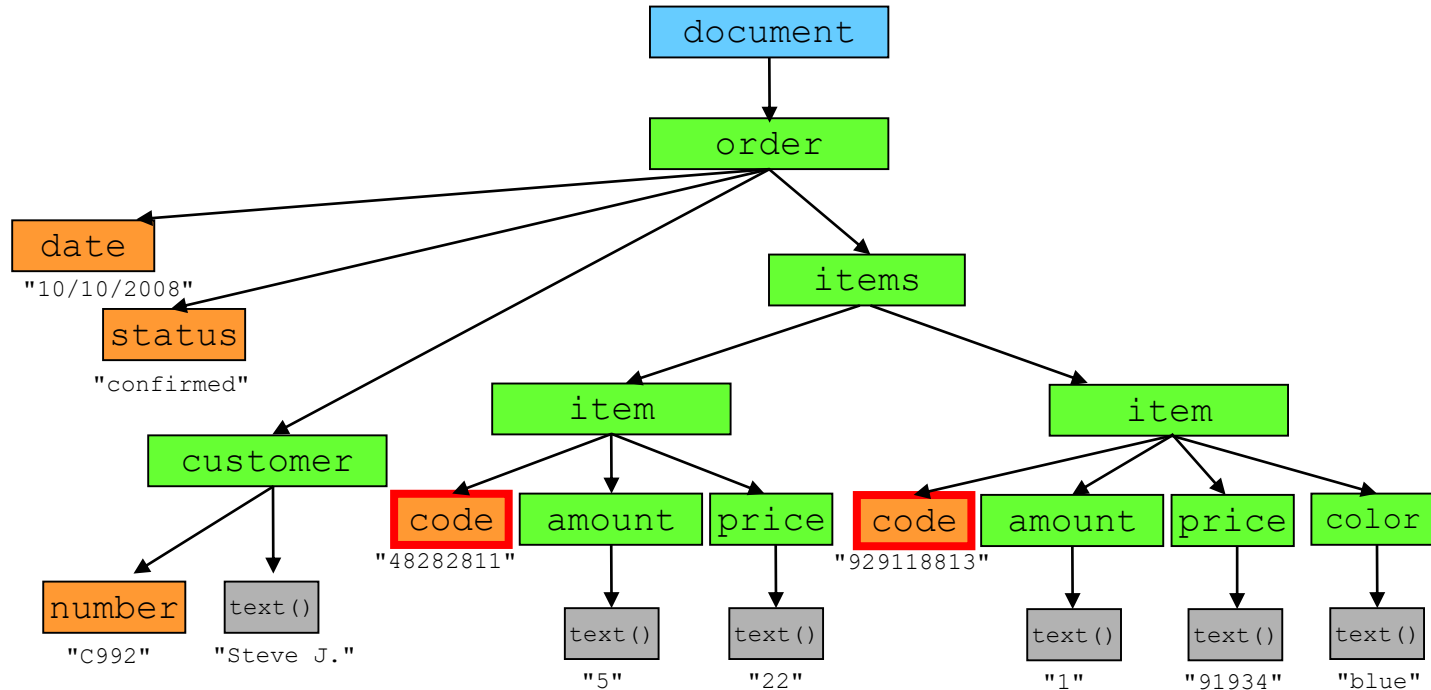 document
order
date
"10/10/2008"
items
status
"confirmed"
item
item
customer
code
amount
price
code
amount
price
color
"48282811"
"929118813"
number
text()
text()
text()
text()
text()
text()
"C992"
"Steve J."
"5"
"22"
"1"
"91934"
"blue"